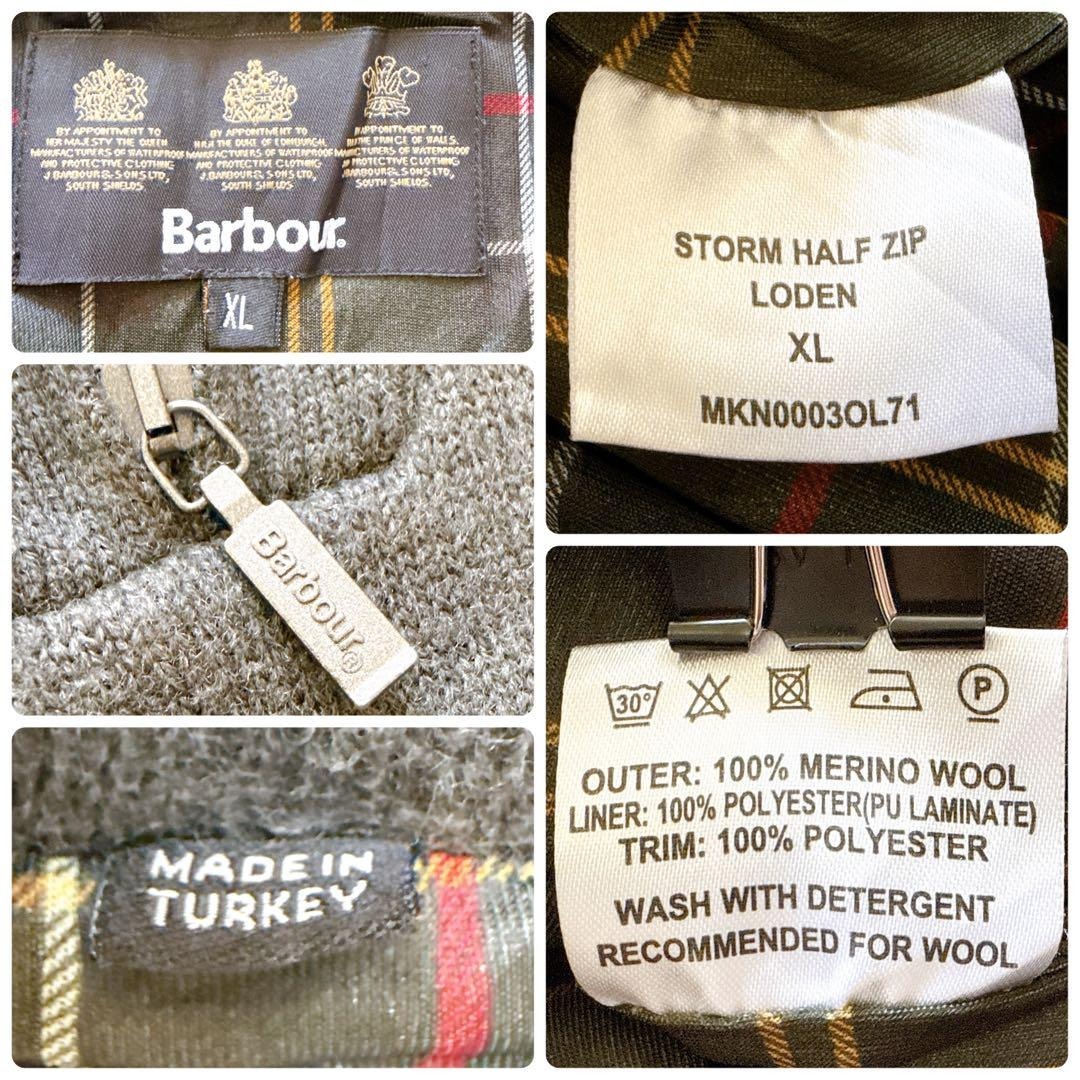 BY APPOINTMENT TO
HER MAJESTY THE QUEEN
MANUFACTURERS OF WATERPROOF
AND PROTECTIVE CLOTHING
J.BARBOUR & SONS LTD,
SOUTH SHIELDS
BY APPOINTMENT TO
H.R.H THE DUKE OF EDINBURGH
MANUFACTURERS OF WATERPROOF
AND PROTECTIVE CLOTHING
J.BARBOUR & SONS LTD,
SOUTH SHIELDS
APPOINTMENT TO
THE PRINCE OF WALES.
MANUFACTURERS OF WATERPROOF
PROTECTIVE CLOTHING
BARBOUR & SONS LTD,
SOUTH SHIELDS.
Barbour.
XL
STORM HALF ZIP
LODEN
XL
MKN0003OL71
Barbour®
MADE IN
TURKEY
30°
P
OUTER: 100% MERINO WOOL
LINER: 100% POLYESTER(PU LAMINATE)
TRIM: 100% POLYESTER
WASH WITH DETERGENT
RECOMMENDED FOR WOOL